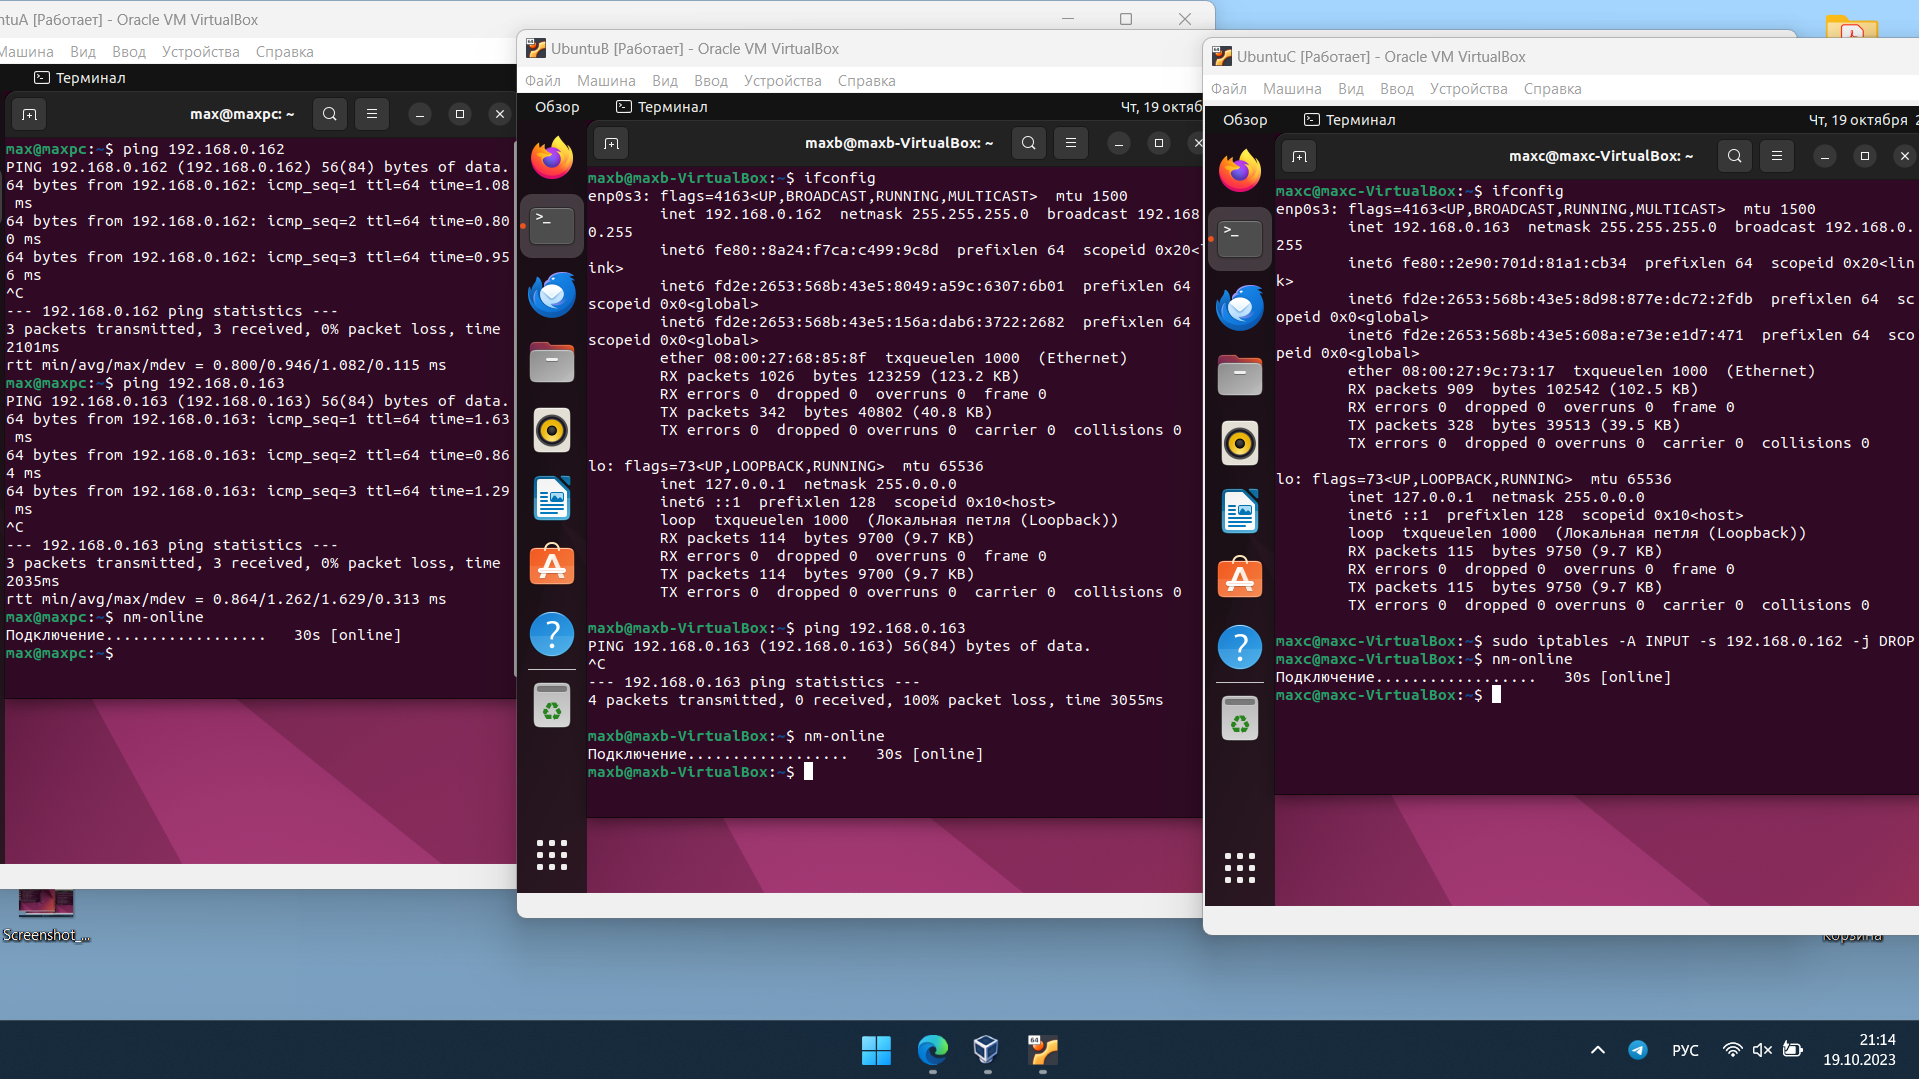 ntuA [Работает] - Oracle VM VirtualBox
Машина Вид Ввод Устройства Справка
Терминал
max@maxpc: ~
max@maxpc:~$ ping 192.168.0.162
PING 192.168.0.162 (192.168.0.162) 56(84) bytes of data.
64 bytes from 192.168.0.162: icmp_seq=1 ttl=64 time=1.08
 ms
64 bytes from 192.168.0.162: icmp_seq=2 ttl=64 time=0.80
0 ms
64 bytes from 192.168.0.162: icmp_seq=3 ttl=64 time=0.95
6 ms
^C
--- 192.168.0.162 ping statistics ---
3 packets transmitted, 3 received, 0% packet loss, time
2101ms
rtt min/avg/max/mdev = 0.800/0.946/1.082/0.115 ms
max@maxpc:~$ ping 192.168.0.163
PING 192.168.0.163 (192.168.0.163) 56(84) bytes of data.
64 bytes from 192.168.0.163: icmp_seq=1 ttl=64 time=1.63
 ms
64 bytes from 192.168.0.163: icmp_seq=2 ttl=64 time=0.86
4 ms
64 bytes from 192.168.0.163: icmp_seq=3 ttl=64 time=1.29
 ms
^C
--- 192.168.0.163 ping statistics ---
3 packets transmitted, 3 received, 0% packet loss, time
2035ms
rtt min/avg/max/mdev = 0.864/1.262/1.629/0.313 ms
max@maxpc:~$ nm-online
Подключение..................   30s [online]
max@maxpc:~$
UbuntuB [Работает] - Oracle VM VirtualBox
Файл Машина Вид Ввод Устройства Справка
Обзор Терминал Чт, 19 октяб
maxb@maxb-VirtualBox: ~
maxb@maxb-VirtualBox:~$ ifconfig
enp0s3: flags=4163<UP,BROADCAST,RUNNING,MULTICAST>  mtu 1500
        inet 192.168.0.162  netmask 255.255.255.0  broadcast 192.168
0.255
        inet6 fe80::8a24:f7ca:c499:9c8d  prefixlen 64  scopeid 0x20<l
ink>
        inet6 fd2e:2653:568b:43e5:8049:a59c:6307:6b01  prefixlen 64
scopeid 0x0<global>
        inet6 fd2e:2653:568b:43e5:156a:dab6:3722:2682  prefixlen 64
scopeid 0x0<global>
        ether 08:00:27:68:85:8f  txqueuelen 1000  (Ethernet)
        RX packets 1026  bytes 123259 (123.2 KB)
        RX errors 0  dropped 0  overruns 0  frame 0
        TX packets 342  bytes 40802 (40.8 KB)
        TX errors 0  dropped 0 overruns 0  carrier 0  collisions 0
lo: flags=73<UP,LOOPBACK,RUNNING>  mtu 65536
        inet 127.0.0.1  netmask 255.0.0.0
        inet6 ::1  prefixlen 128  scopeid 0x10<host>
        loop  txqueuelen 1000  (Локальная петля (Loopback))
        RX packets 114  bytes 9700 (9.7 KB)
        RX errors 0  dropped 0  overruns 0  frame 0
        TX packets 114  bytes 9700 (9.7 KB)
        TX errors 0  dropped 0 overruns 0  carrier 0  collisions 0
maxb@maxb-VirtualBox:~$ ping 192.168.0.163
PING 192.168.0.163 (192.168.0.163) 56(84) bytes of data.
^C
--- 192.168.0.163 ping statistics ---
4 packets transmitted, 0 received, 100% packet loss, time 3055ms
maxb@maxb-VirtualBox:~$ nm-online
Подключение..................   30s [online]
maxb@maxb-VirtualBox:~$
UbuntuC [Работает] - Oracle VM VirtualBox
Файл Машина Вид Ввод Устройства Справка
Обзор Терминал Чт, 19 октября 2
maxc@maxc-VirtualBox: ~
maxc@maxc-VirtualBox:~$ ifconfig
enp0s3: flags=4163<UP,BROADCAST,RUNNING,MULTICAST>  mtu 1500
        inet 192.168.0.163  netmask 255.255.255.0  broadcast 192.168.0.
255
        inet6 fe80::2e90:701d:81a1:cb34  prefixlen 64  scopeid 0x20<lin
k>
        inet6 fd2e:2653:568b:43e5:8d98:877e:dc72:2fdb  prefixlen 64  sc
opeid 0x0<global>
        inet6 fd2e:2653:568b:43e5:608a:e73e:e1d7:471  prefixlen 64  sco
peid 0x0<global>
        ether 08:00:27:9c:73:17  txqueuelen 1000  (Ethernet)
        RX packets 909  bytes 102542 (102.5 KB)
        RX errors 0  dropped 0  overruns 0  frame 0
        TX packets 328  bytes 39513 (39.5 KB)
        TX errors 0  dropped 0 overruns 0  carrier 0  collisions 0
lo: flags=73<UP,LOOPBACK,RUNNING>  mtu 65536
        inet 127.0.0.1  netmask 255.0.0.0
        inet6 ::1  prefixlen 128  scopeid 0x10<host>
        loop  txqueuelen 1000  (Локальная петля (Loopback))
        RX packets 115  bytes 9750 (9.7 KB)
        RX errors 0  dropped 0  overruns 0  frame 0
        TX packets 115  bytes 9750 (9.7 KB)
        TX errors 0  dropped 0 overruns 0  carrier 0  collisions 0
maxc@maxc-VirtualBox:~$ sudo iptables -A INPUT -s 192.168.0.162 -j DROP
maxc@maxc-VirtualBox:~$ nm-online
Подключение..................   30s [online]
maxc@maxc-VirtualBox:~$
Screenshot_...
Корзина
64
РУС
21:14
19.10.2023